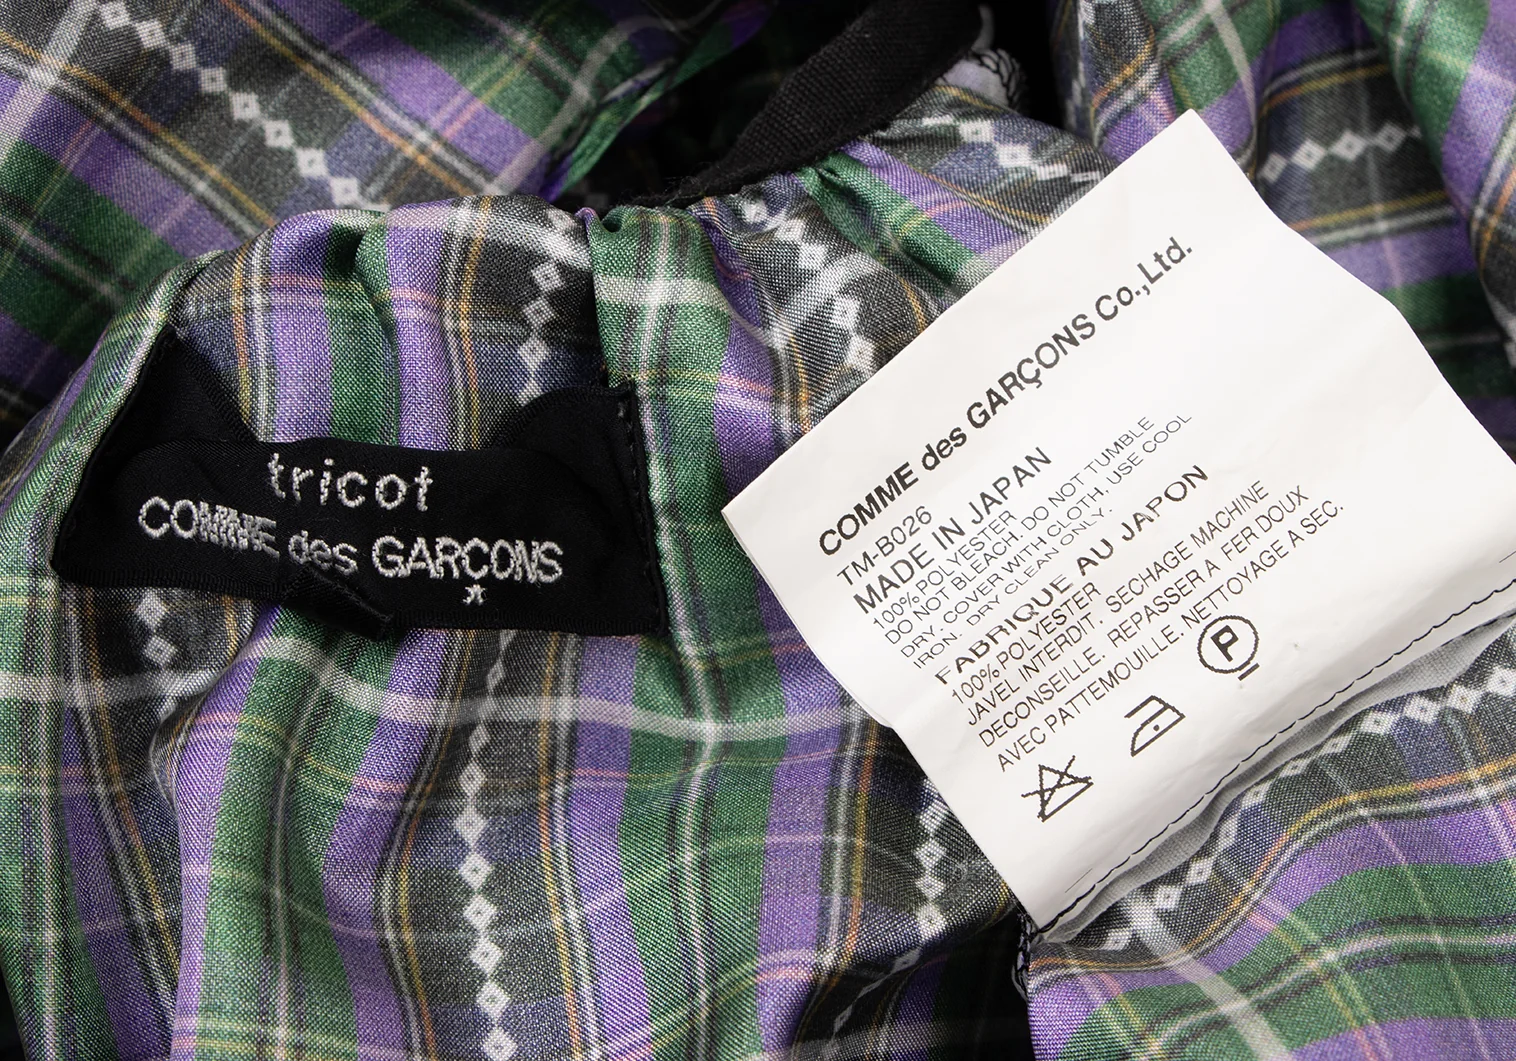 tricot
COMME des GARÇONS
COMME des GARÇONS Co.,Ltd.
TM-B026
MADE IN JAPAN
100%POLYESTER
DO NOT BLEACH. DO NOT TUMBLE
DRY. COVER WITH CLOTH, USE COOL
IRON. DRY CLEAN ONLY.
FABRIQUE AU JAPON
100%POLYESTER
JAVEL INTERDIT. SECHAGE MACHINE
DECONSEILLE. REPASSER A FER DOUX
AVEC PATTEMOUILLE. NETTOYAGE A SEC.
P